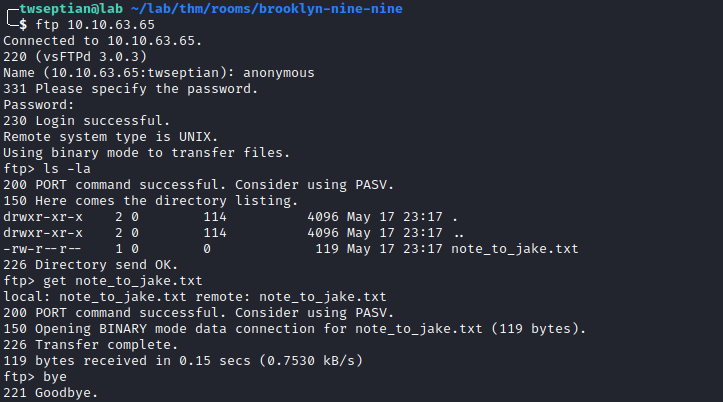 twseptian@lab ~/lab/thm/rooms/brooklyn-nine-nine
$ ftp 10.10.63.65
Connected to 10.10.63.65.
220 (vsFTPd 3.0.3)
Name (10.10.63.65:twseptian): anonymous
331 Please specify the password.
Password:
230 Login successful.
Remote system type is UNIX.
Using binary mode to transfer files.
ftp> ls -la
200 PORT command successful. Consider using PASV.
150 Here comes the directory listing.
drwxr-xr-x    2 0        114          4096 May 17 23:17 .
drwxr-xr-x    2 0        114          4096 May 17 23:17 ..
-rw-r--r--    1 0        0             119 May 17 23:17 note_to_jake.txt
226 Directory send OK.
ftp> get note_to_jake.txt
local: note_to_jake.txt remote: note_to_jake.txt
200 PORT command successful. Consider using PASV.
150 Opening BINARY mode data connection for note_to_jake.txt (119 bytes).
226 Transfer complete.
119 bytes received in 0.15 secs (0.7530 kB/s)
ftp> bye
221 Goodbye.